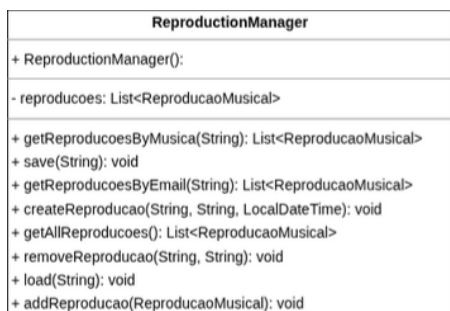 ReproductionManager
+ ReproductionManager():
- reproducoes: List<ReproducaoMusical>
+ getReproducoesByMusica(String): List<ReproducaoMusical>
+ save(String): void
+ getReproducoesByEmail(String): List<ReproducaoMusical>
+ createReproducao(String, String, LocalDateTime): void
+ getAllReproducoes(): List<ReproducaoMusical>
+ removeReproducao(String, String): void
+ load(String): void
+ addReproducao(ReproducaoMusical): void